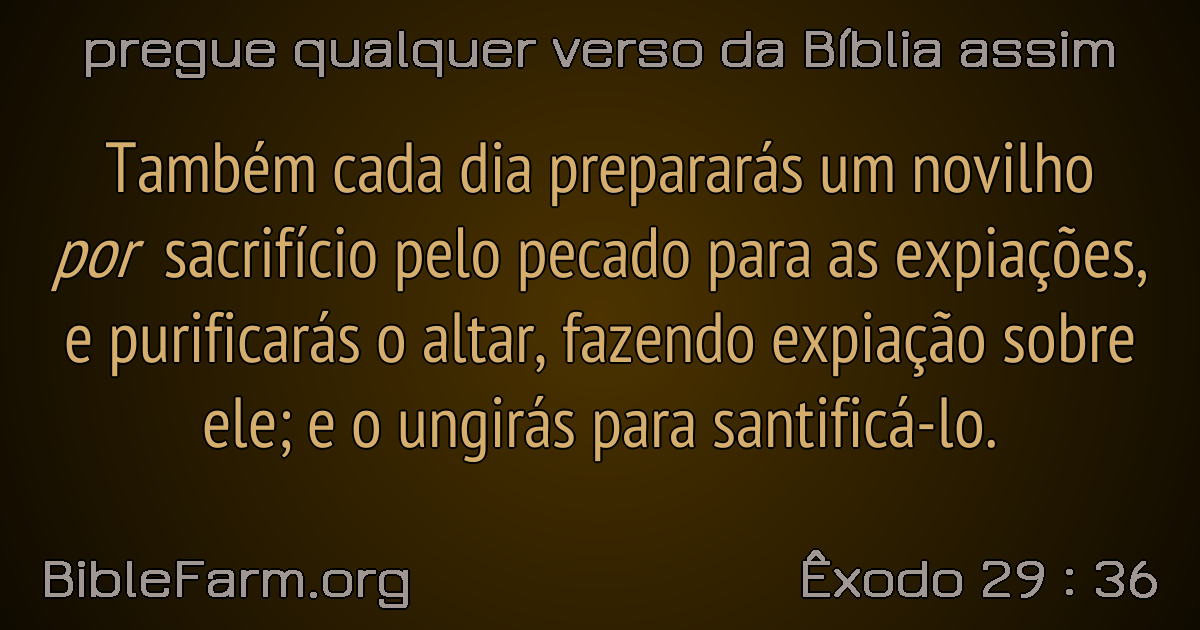 pregue qualquer verso da Bíblia assim
Também cada dia prepararás um novilho
por sacrifício pelo pecado para as expiações,
e purificarás o altar, fazendo expiação sobre
ele; e o ungirás para santificá-lo.
BibleFarm.org
Êxodo 29 : 36